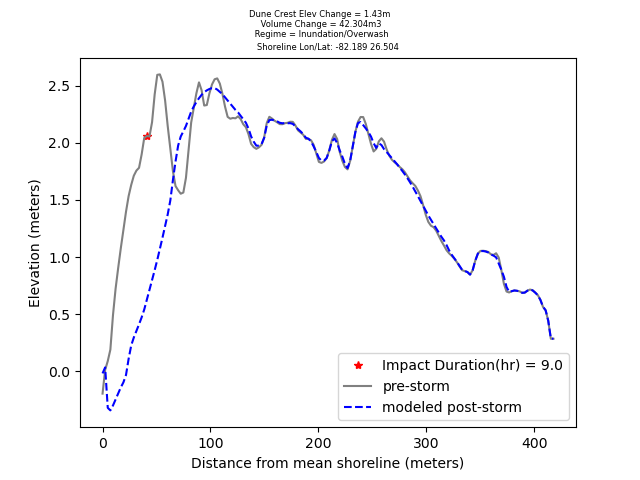 Dune Crest Elev Change = 1.43m
Volume Change = 42.304m3
Regime = Inundation/Overwash
Shoreline Lon/Lat: -82.189 26.504
2.5
2.0
1.5
1.0
0.5
0.0
Elevation (meters)
Impact Duration(hr) = 9.0
pre-storm
modeled post-storm
0
100
200
300
400
Distance from mean shoreline (meters)